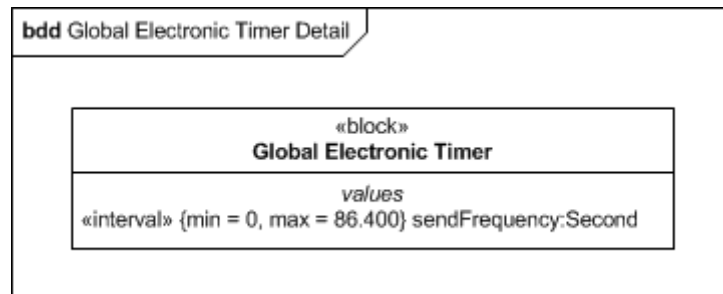 bdd Global Electronic Timer Detail
«block»
Global Electronic Timer
values
«interval» {min = 0, max = 86.400} sendFrequency:Second